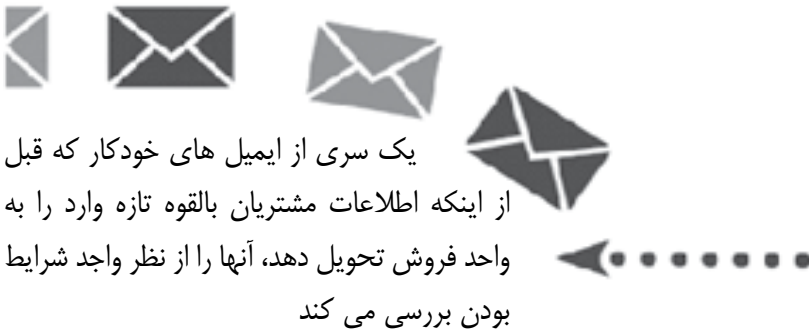 یک سری از ایمیل های خودکار که قبل
از اینکه اطلاعات مشتریان بالقوه تازه وارد را به
واحد فروش تحویل دهد، آنها را از نظر واجد شرایط
بودن بررسی می کند